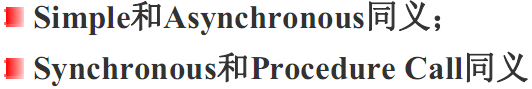 Simple和Asynchronous同义；
Synchronous和Procedure Call同义